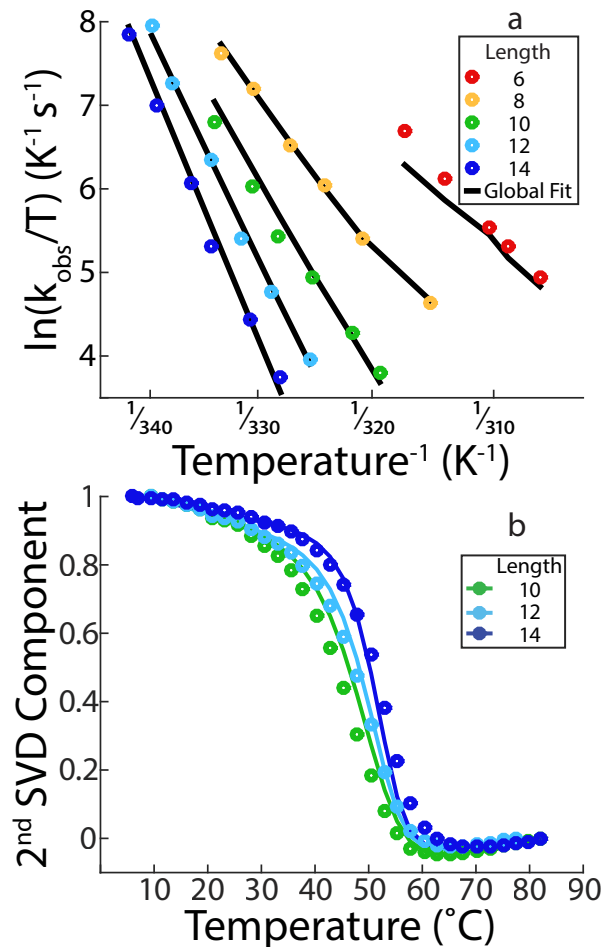 a
8
7
6
5
4
ln(k_obs/T) (K⁻¹ s⁻¹)
Length
6
8
10
12
14
Global Fit
1/340
1/330
1/320
1/310
Temperature⁻¹ (K⁻¹)
b
1
0.8
0.6
0.4
0.2
0
2nd SVD Component
Length
10
12
14
10 20 30 40 50 60 70 80 90
Temperature (˚C)